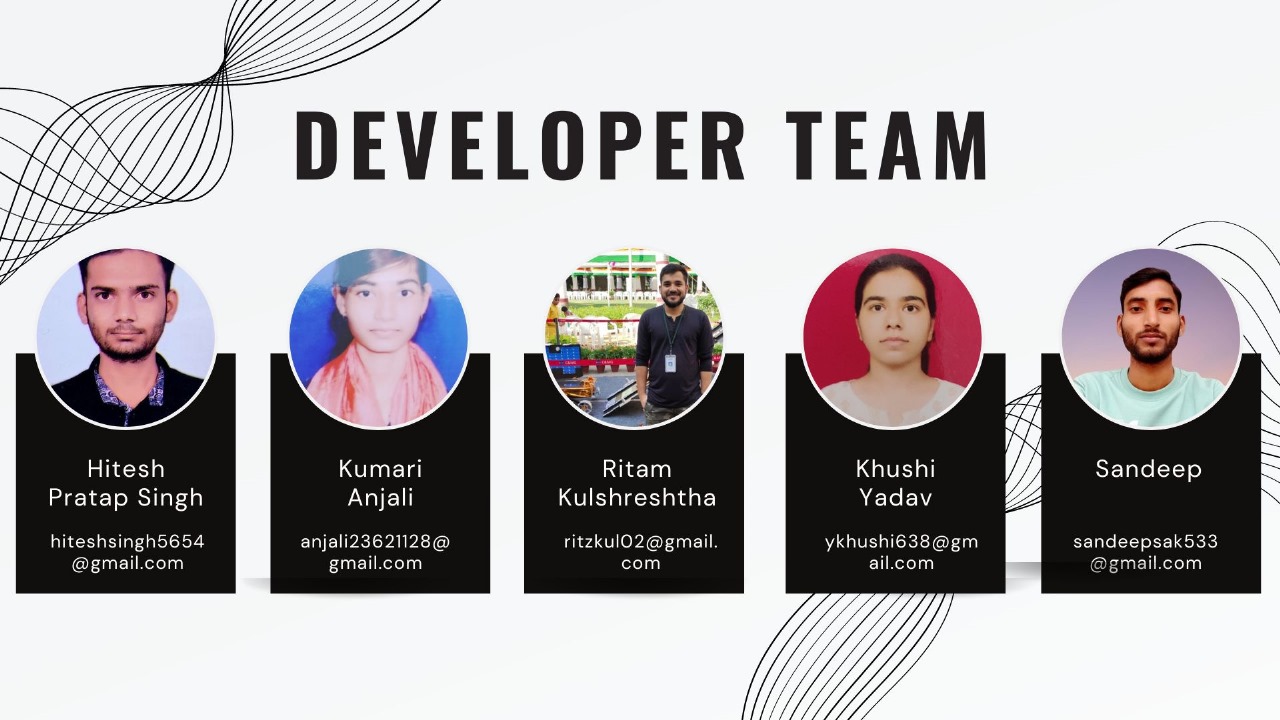 DEVELOPER TEAM
Hitesh
Pratap Singh
hiteshsingh5654
@gmail.com
Kumari
Anjali
anjali23621128@
gmail.com
Ritam
Kulshreshtha
ritzkul02@gmail.
com
Khushi
Yadav
ykhushi638@gm
ail.com
Sandeep
sandeepsak533
@gmail.com